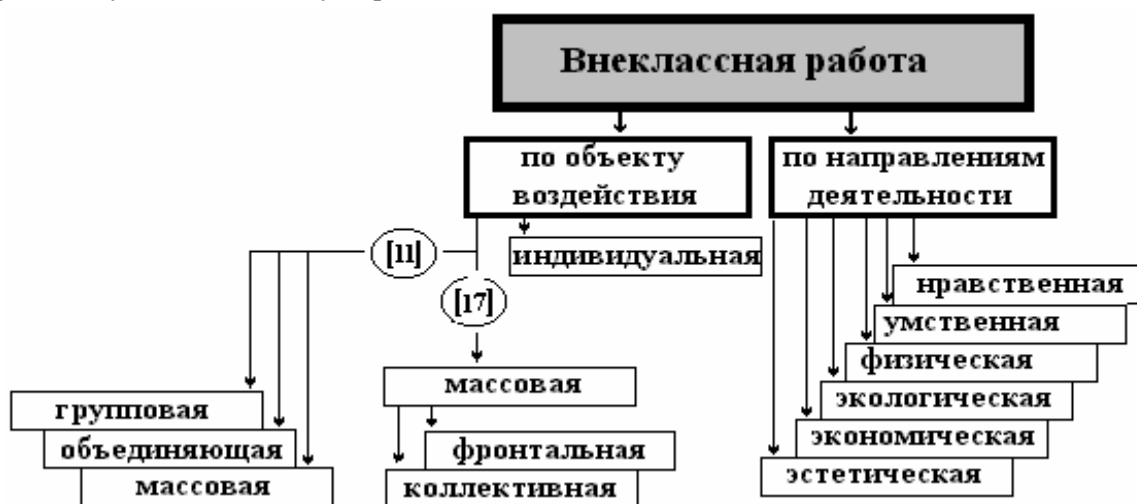 Внеклассная работа
по объекту
воздействия
по направлениям
деятельности
[11]
индивидуальная
[17]
нравственная
умственная
физическая
массовая
экологическая
групповая
экономическая
объединяющая
фронтальная
эстетическая
массовая
коллективная